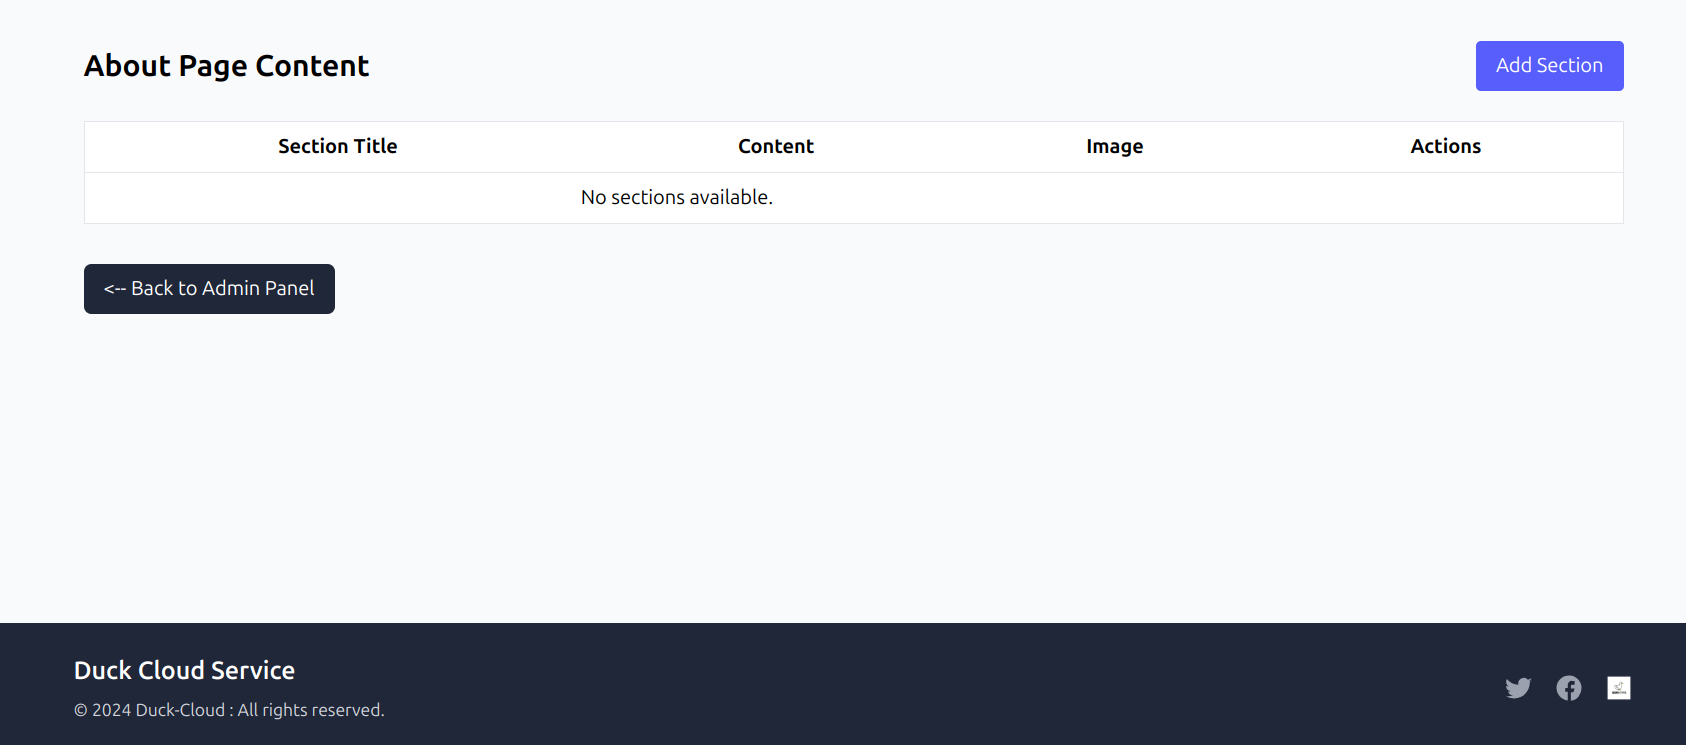 About Page Content
Add Section
Section Title Content Image Actions
No sections available.
<-- Back to Admin Panel
Duck Cloud Service
© 2024 Duck-Cloud : All rights reserved.